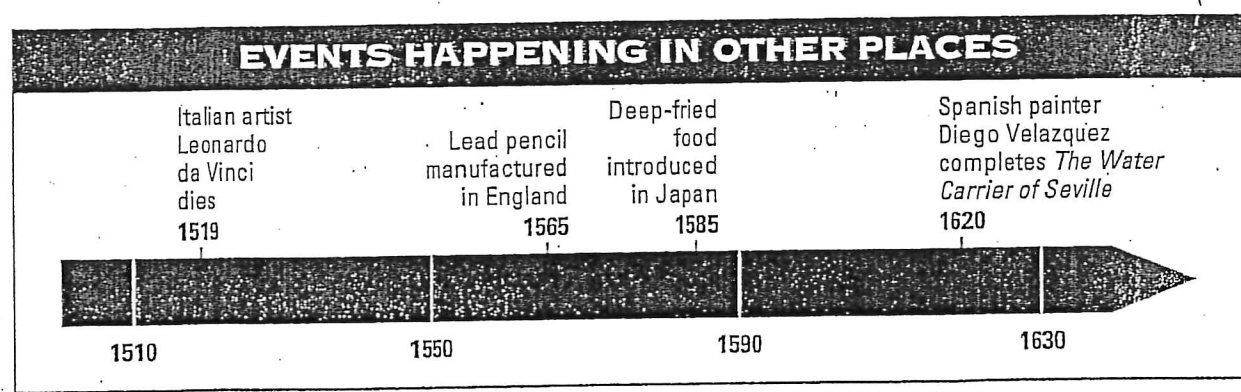 EVENTS HAPPENING IN OTHER PLACES
Italian artist
Leonardo
da Vinci
dies
1519
Lead pencil
manufactured
in England
1565
Deep-fried
food
introduced
in Japan
1585
Spanish painter
Diego Velazquez
completes The Water
Carrier of Seville
1620
1510
1550
1590
1630